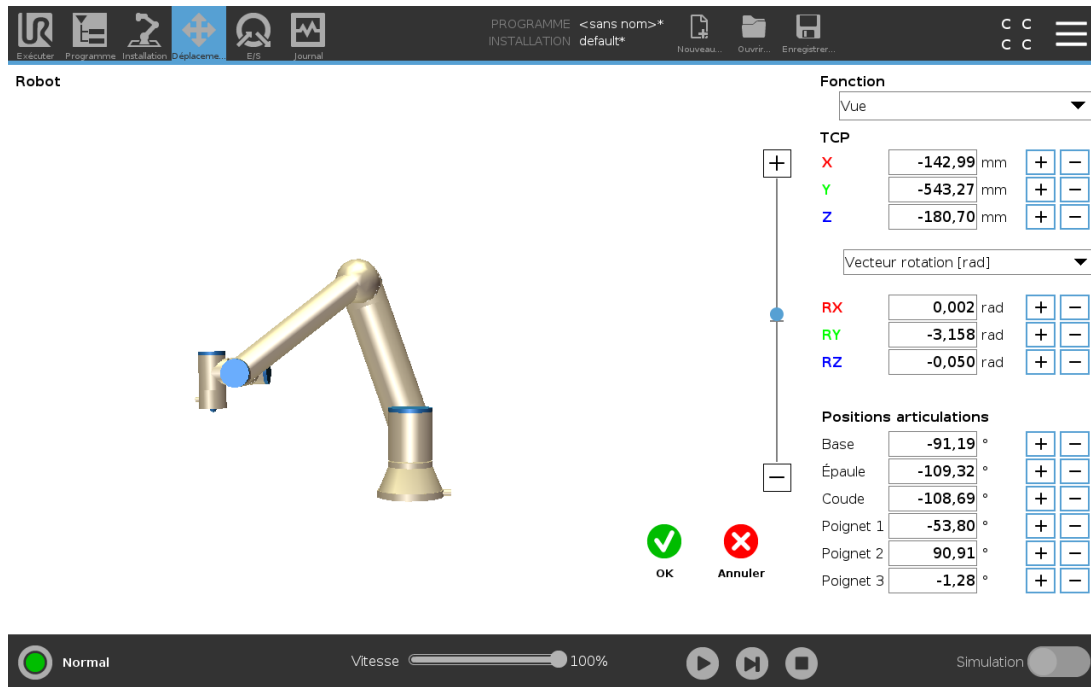 PROGRAMME <sans nom>*
INSTALLATION default*
C C
C C
Exécuter Programme Installation Déplaceme... E/S Journal Nouveau... Ouvrir... Enregistrer...
Robot
Fonction
Vue
TCP
X -142,99 mm + −
Y -543,27 mm + −
Z -180,70 mm + −
Vecteur rotation [rad]
RX 0,002 rad + −
RY -3,158 rad + −
RZ -0,050 rad + −
Positions articulations
Base -91,19 ° + −
Épaule -109,32 ° + −
Coude -108,69 ° + −
Poignet 1 -53,80 ° + −
Poignet 2 90,91 ° + −
Poignet 3 -1,28 ° + −
OK Annuler
Normal Vitesse 100% Simulation